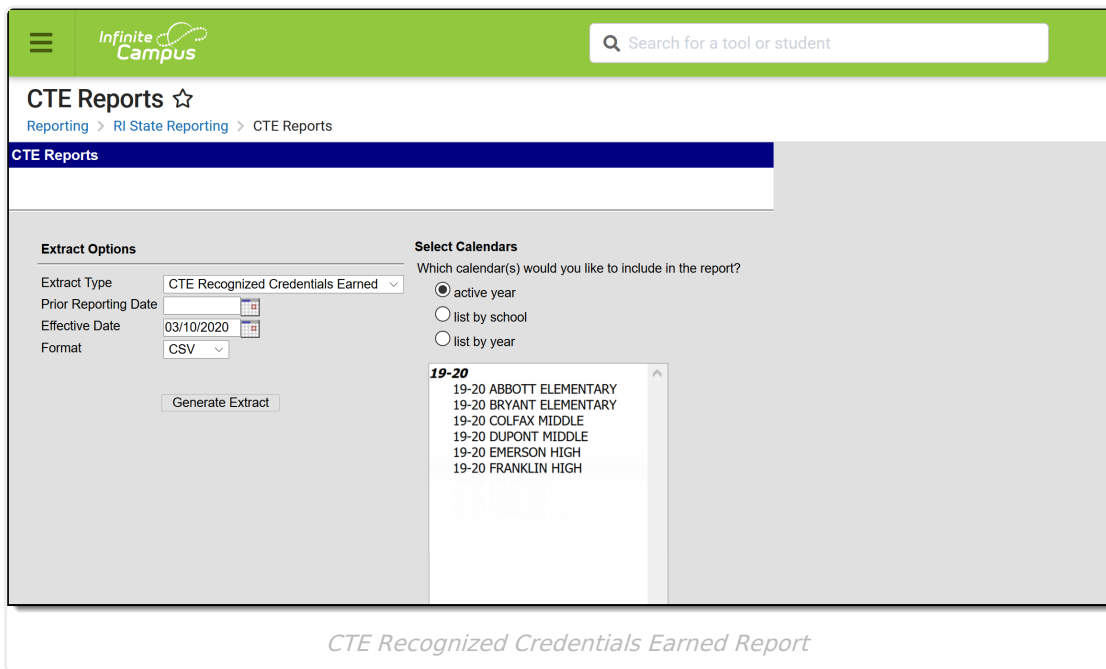 Infinite
Campus
Search for a tool or student
CTE Reports
Reporting > RI State Reporting > CTE Reports
CTE Reports
Extract Options
Extract Type CTE Recognized Credentials Earned
Prior Reporting Date
Effective Date 03/10/2020
Format CSV
Generate Extract
Select Calendars
Which calendar(s) would you like to include in the report?
active year
list by school
list by year
19-20
19-20 ABBOTT ELEMENTARY
19-20 BRYANT ELEMENTARY
19-20 COLFAX MIDDLE
19-20 DUPONT MIDDLE
19-20 EMERSON HIGH
19-20 FRANKLIN HIGH
CTE Recognized Credentials Earned Report